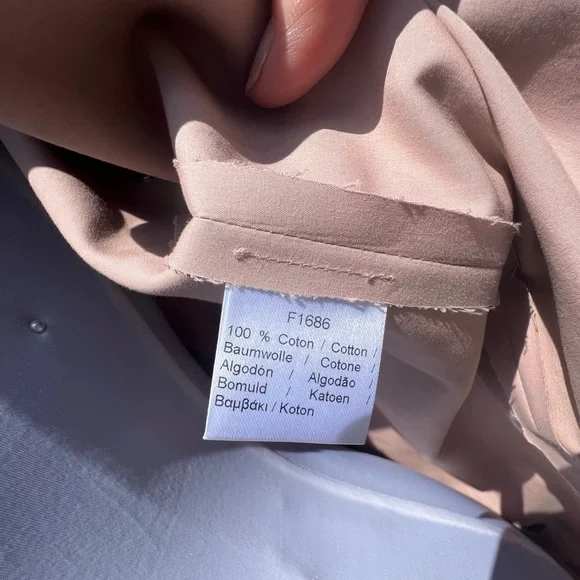 F1686
100 % Coton / Cotton /
Baumwolle / Cotone /
Algodón / Algodão /
Bomuld / Katoen /
Βαμβάκι / Koton